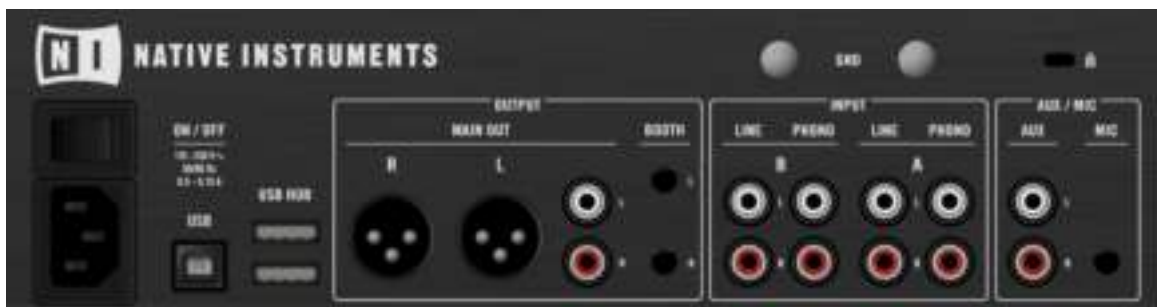 NI NATIVE INSTRUMENTS
GND
OUTPUT
INPUT
AUX / MIC
ON / OFF
MAIN OUT
BOOTH
LINE PHONO LINE PHONO
AUX MIC
R
L
B
A
USB HUB
USB
L
L
L
L
L
R
R
R
R
R